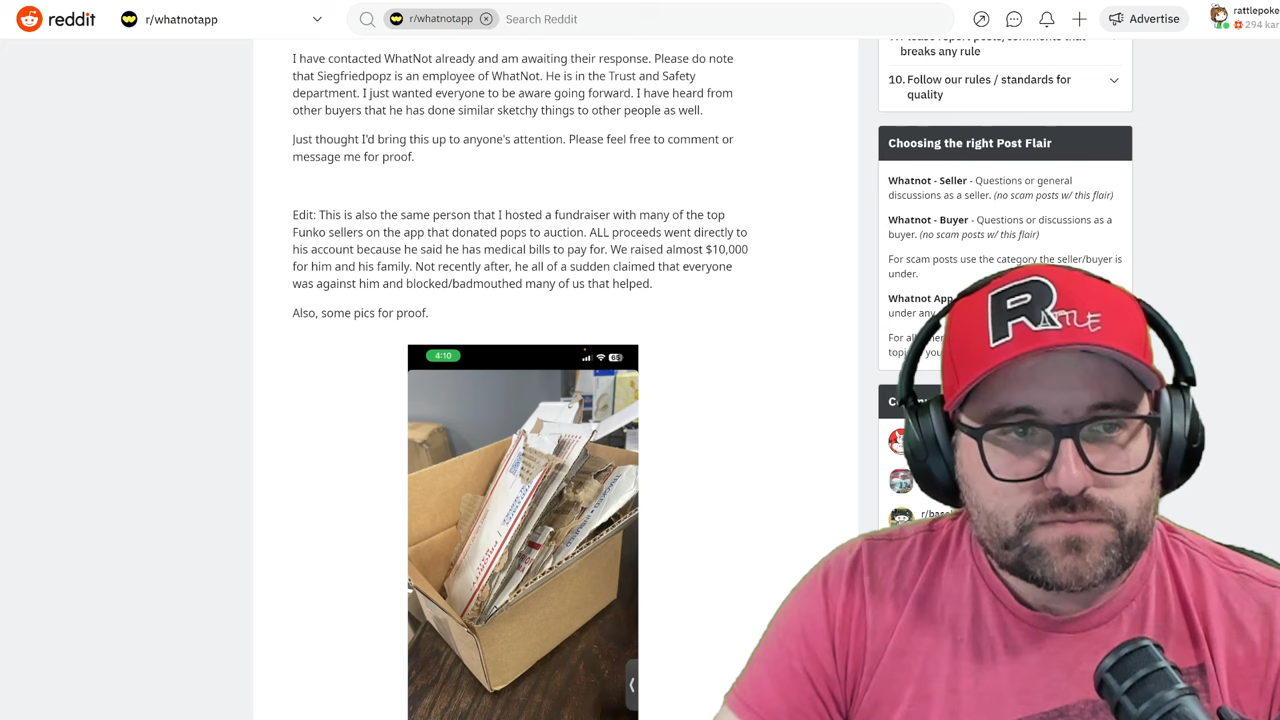 reddit
r/whatnotapp
r/whatnotapp
Search Reddit
Advertise
rattlepoke
294 kar
I have contacted WhatNot already and am awaiting their response. Please do note
that Siegfriedpopz is an employee of WhatNot. He is in the Trust and Safety
department. I just wanted everyone to be aware going forward. I have heard from
other buyers that he has done similar sketchy things to other people as well.
Just thought I'd bring this up to anyone's attention. Please feel free to comment or
message me for proof.
Edit: This is also the same person that I hosted a fundraiser with many of the top
Funko sellers on the app that donated pops to auction. ALL proceeds went directly to
his account because he said he has medical bills to pay for. We raised almost $10,000
for him and his family. Not recently after, he all of a sudden claimed that everyone
was against him and blocked/badmouthed many of us that helped.
Also, some pics for proof.
4:10
breaks any rule
10. Follow our rules / standards for
quality
Choosing the right Post Flair
Whatnot - Seller - Questions or general
discussions as a seller. (no scam posts w/ this flair)
Whatnot - Buyer - Questions or discussions as a
buyer. (no scam posts w/ this flair)
For scam posts use the category the seller/buyer is
under.
Whatnot App
under any
For all
RATTLE